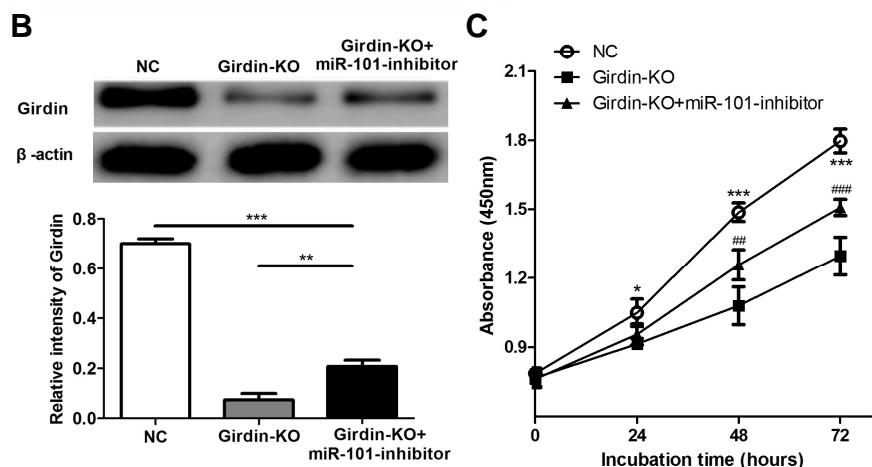 B
NC Girdin-KO Girdin-KO+
miR-101-inhibitor
Girdin
β -actin
Relative intensity of Girdin
0.8
0.6
0.4
0.2
0.0
***
**
NC Girdin-KO Girdin-KO+
miR-101-inhibitor
C
NC
Girdin-KO
Girdin-KO+miR-101-inhibitor
Absorbance (450nm)
2.1
1.8
1.5
1.2
0.9
*
***
##
***
###
0 24 48 72
Incubation time (hours)